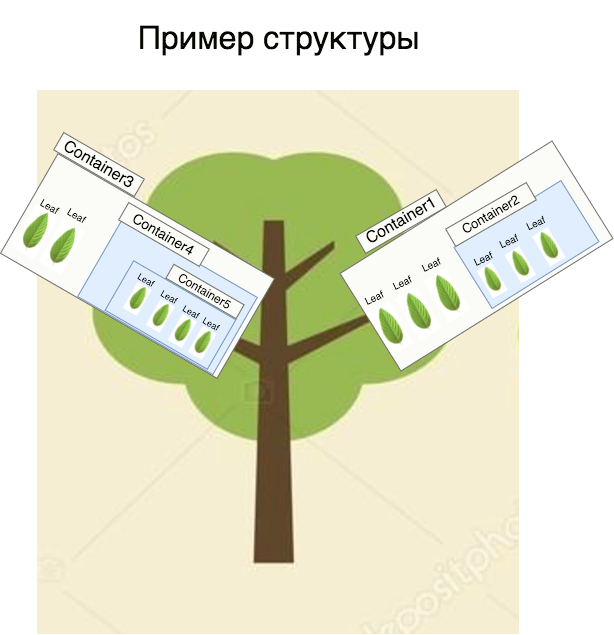 Пример структуры
Container3
Leaf Leaf
Container4
Container5
Leaf Leaf Leaf Leaf
Container1
Leaf Leaf Leaf
Container2
Leaf Leaf Leaf
depositpho